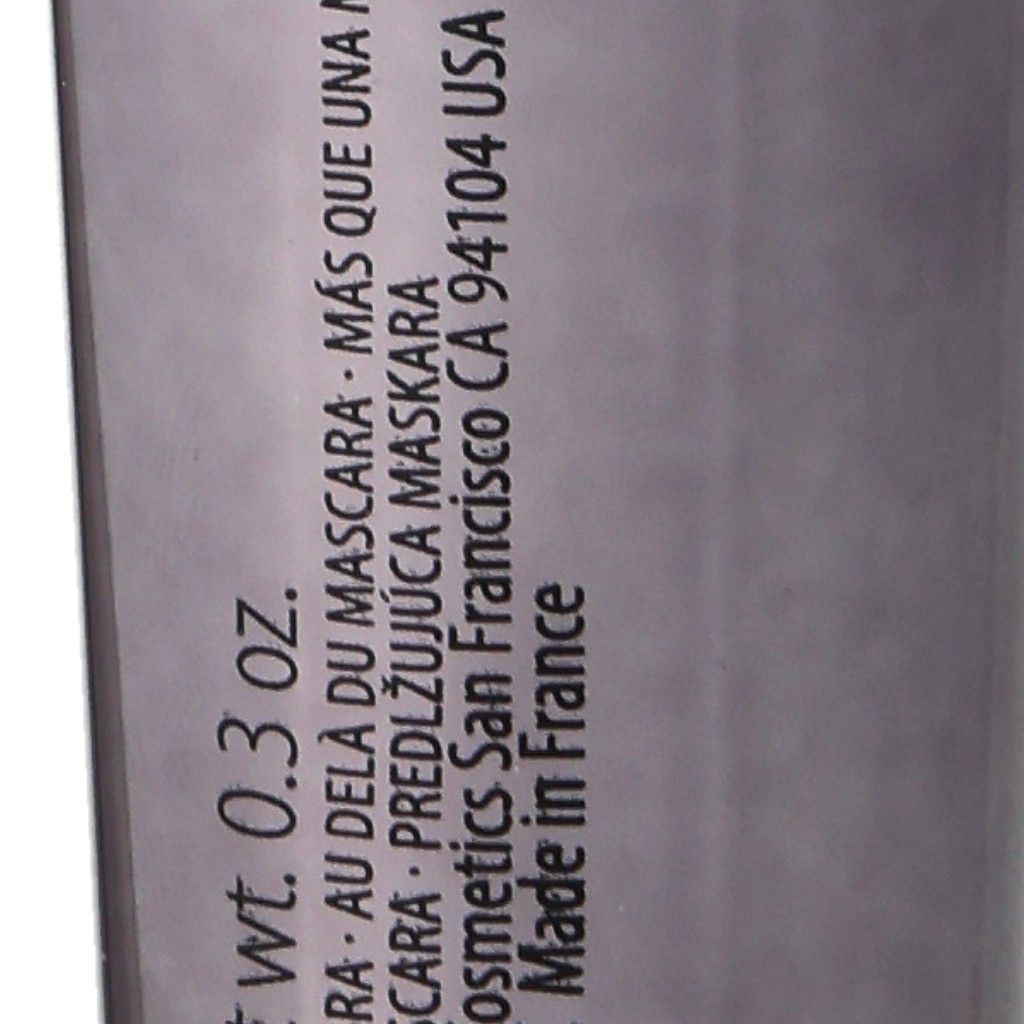 wt. 0.3 oz.
RA · AU DELÀ DU MASCARA · MÁS QUE UNA
SCARA · PREDLŽUJÚCA MASKARA
osmetics San Francisco CA 94104 USA
Made in France